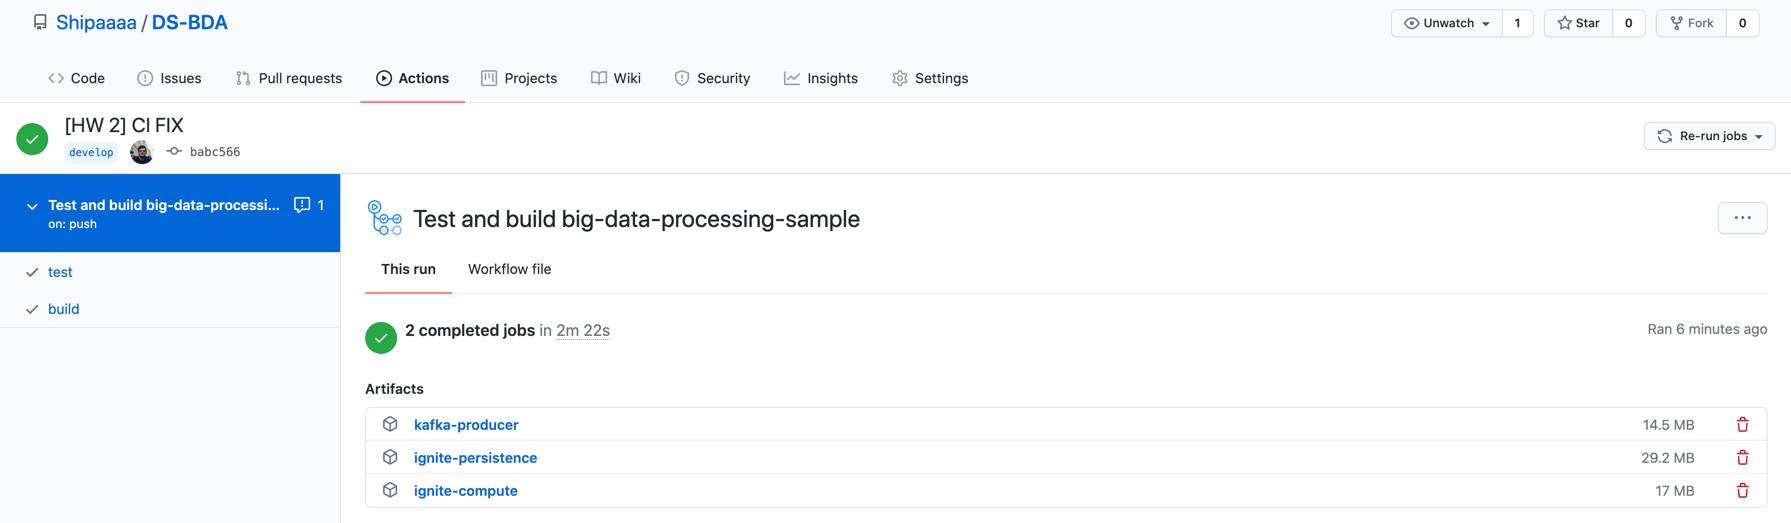 Shipaaaa / DS-BDA
Unwatch 1
Star 0
Fork 0
Code Issues Pull requests Actions Projects Wiki Security Insights Settings
[HW 2] CI FIX
develop babc566
Re-run jobs
Test and build big-data-processi... 1
on: push
test
build
Test and build big-data-processing-sample
...
This run Workflow file
2 completed jobs in 2m 22s
Ran 6 minutes ago
Artifacts
kafka-producer 14.5 MB
ignite-persistence 29.2 MB
ignite-compute 17 MB